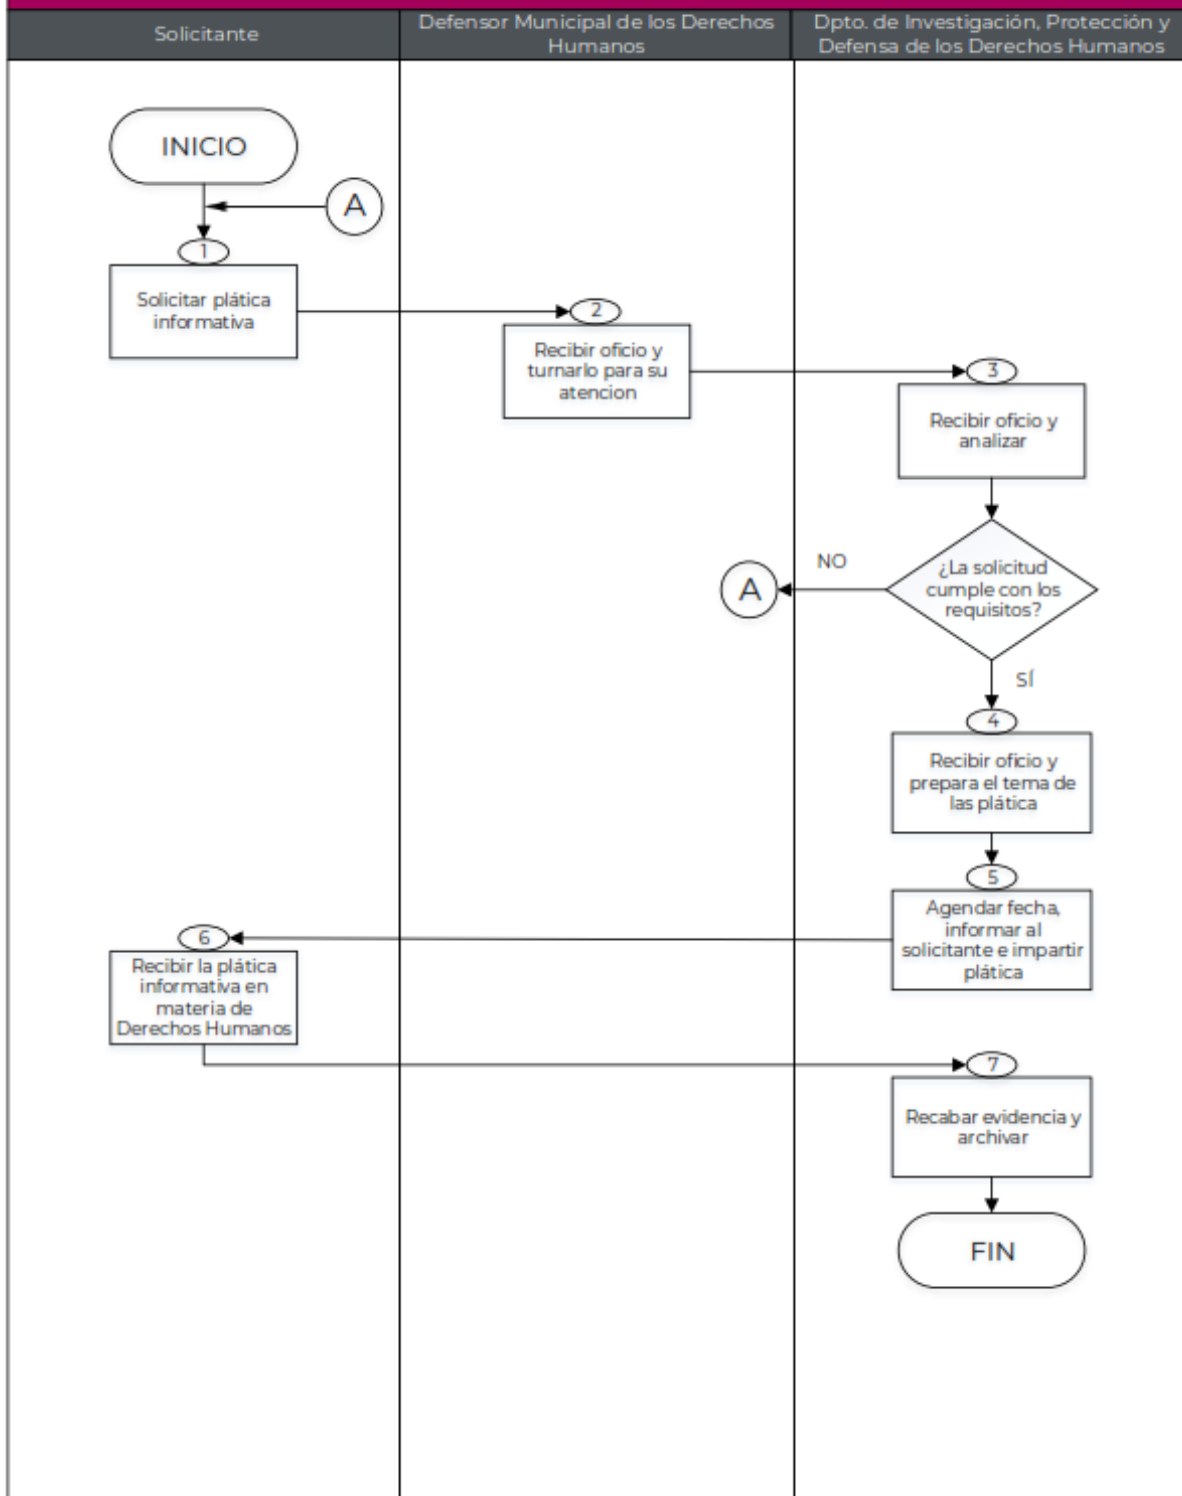 Solicitante
Defensor Municipal de los Derechos
Humanos
Dpto. de Investigación, Protección y
Defensa de los Derechos Humanos
INICIO
A
1
Solicitar plática
informativa
2
Recibir oficio y
turnarlo para su
atencion
3
Recibir oficio y
analizar
¿La solicitud
cumple con los
requisitos?
NO
A
SÍ
4
Recibir oficio y
prepara el tema de
las plática
5
Agendar fecha,
informar al
solicitante e impartir
plática
6
Recibir la plática
informativa en
materia de
Derechos Humanos
7
Recabar evidencia y
archivar
FIN